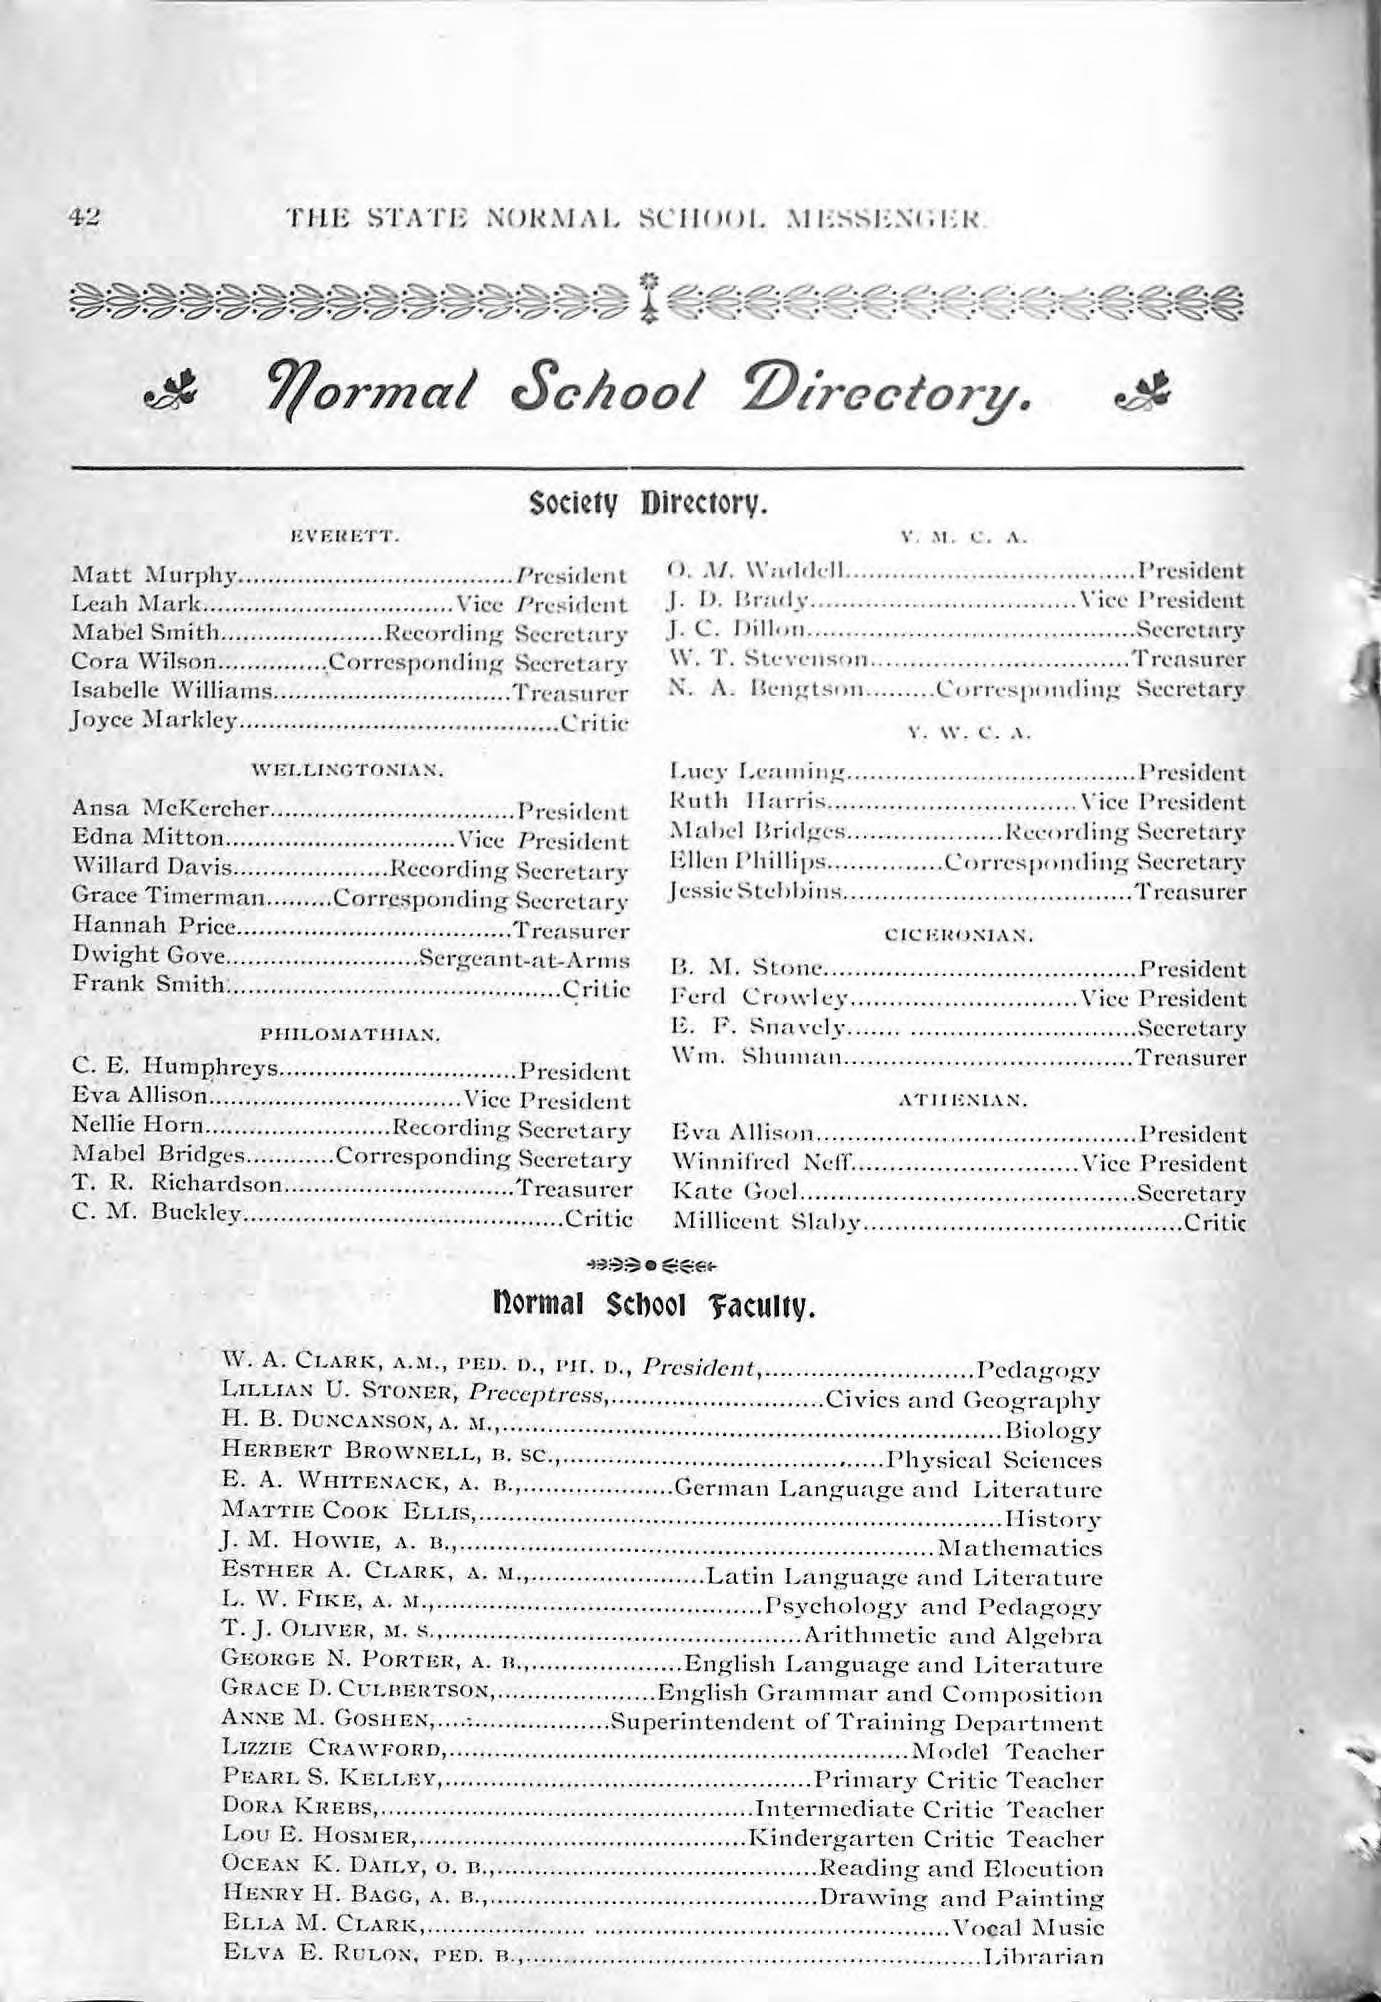 42 THE STATE NORMAL SCHOOL MESSENGER.
Normal School Directory.
Society Directory.
EVERETT.
Matt Murphy.....................................President
Leah Mark.................................Vice President
Mabel Smith......................Recording Secretary
Cora Wilson...............Corresponding Secretary
Isabelle Williams................................Treasurer
Joyce Markley...........................................Critic
WELLINGTONIAN.
Ansa McKercher.................................President
Edna Mitton...............................Vice President
Willard Davis.....................Recording Secretary
Grace Timerman.........Corresponding Secretary
Hannah Price.....................................Treasurer
Dwight Gove..........................Sergeant-at-Arms
Frank Smith.............................................Critic
PHILOMATHIAN.
C. E. Humphreys................................President
Eva Allison..................................Vice President
Nellie Horn.........................Recording Secretary
Mabel Bridges............Corresponding Secretary
T. R. Richardson...............................Treasurer
C. M. Buckley...........................................Critic
Y. M. C. A.
O. M. Waddell.......................................President
J. D. Brady....................................Vice President
J. C. Dillon............................................Secretary
W. T. Stevenson...................................Treasurer
N. A. Bengtson.........Corresponding Secretary
Y. W. C. A.
Lucy Leaming.......................................President
Ruth Harris.................................Vice President
Mabel Bridges.....................Recording Secretary
Ellen Phillips...............Corresponding Secretary
Jessie Stebbins.......................................Treasurer
CICERONIAN.
B. M. Stone..........................................President
Ferd Crowley..............................Vice President
E. F. Snavely....... ..............................Secretary
Wm. Shuman.......................................Treasurer
ATHENIAN.
Eva Allison...........................................President
Winnifred Neff..............................Vice President
Kate Goel.............................................Secretary
Millicent Slaby...........................................Critic
Normal School Faculty.
W. A. CLARK, A.M., PED. D., PH. D., President,............................Pedagogy
LILLIAN U. STONER, Preceptress,............................Civics and Geography
H. B. DUNCANSON, A. M.,...................................................................Biology
HERBERT BROWNELL, B. SC.,...........................................Physical Sciences
E. A. WHITENACK, A. B.,....................German Language and Literature
MATTIE COOK ELLIS,......................................................................History
J. M. HOWIE, A. B.,................................................................Mathematics
ESTHER A. CLARK, A. M.,.......................Latin Language and Literature
L. W. FIKE, A. M.,............................................Psychology and Pedagogy
T. J. OLIVER, M. S.,................................................Arithmetic and Algebra
GEORGE N. PORTER, A. B.,....................English Language and Literature
GRACE D. CULBERTSON,.....................English Grammar and Composition
ANNE M. GOSHEN,.......................Superintendent of Training Department
LIZZIE CRAWFORD,..............................................................Model Teacher
PEARL S. KELLEY,.................................................Primary Critic Teacher
DORA KREBS,..................................................Intermediate Critic Teacher
LOU E. HOSMER,............................................Kindergarten Critic Teacher
OCEAN K. DAILY, O. B.,...........................................Reading and Elocution
HENRY H. BAGG, A. B.,............................................Drawing and Painting
ELLA M. CLARK,..................... ...............................................Vocal Music
ELVA E. RULON, PED. B.,.............................................................Librarian